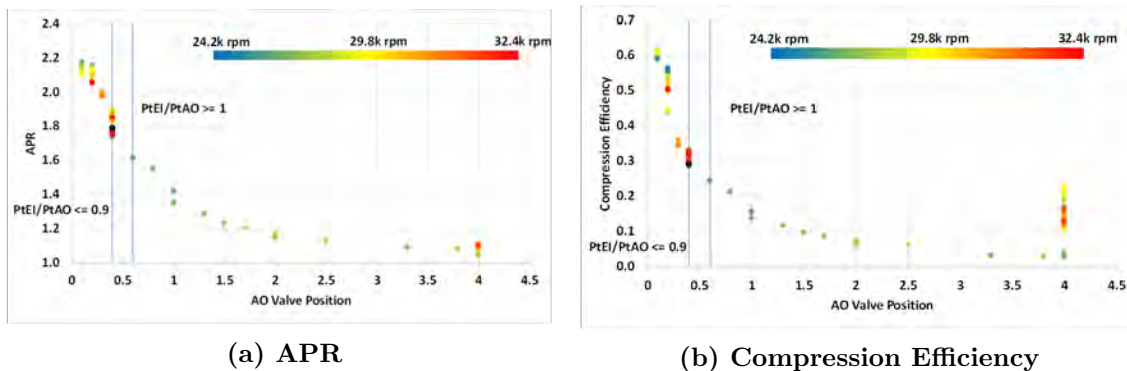 2.4
2.2
2.0
1.8
1.6
1.4
1.2
1.0
APR
24.2k rpm 29.8k rpm 32.4k rpm
PtEI/PtAO >= 1
PtEI/PtAO <= 0.9
0 0.5 1 1.5 2 2.5 3 3.5 4 4.5
AO Valve Position
(a) APR
0.7
0.6
0.5
0.4
0.3
0.2
0.1
0.0
Compression Efficiency
24.2k rpm 29.8k rpm 32.4k rpm
PtEI/PtAO >= 1
PtEI/PtAO <= 0.9
0 0.5 1 1.5 2 2.5 3 3.5 4 4.5
AO Valve Position
(b) Compression Efficiency